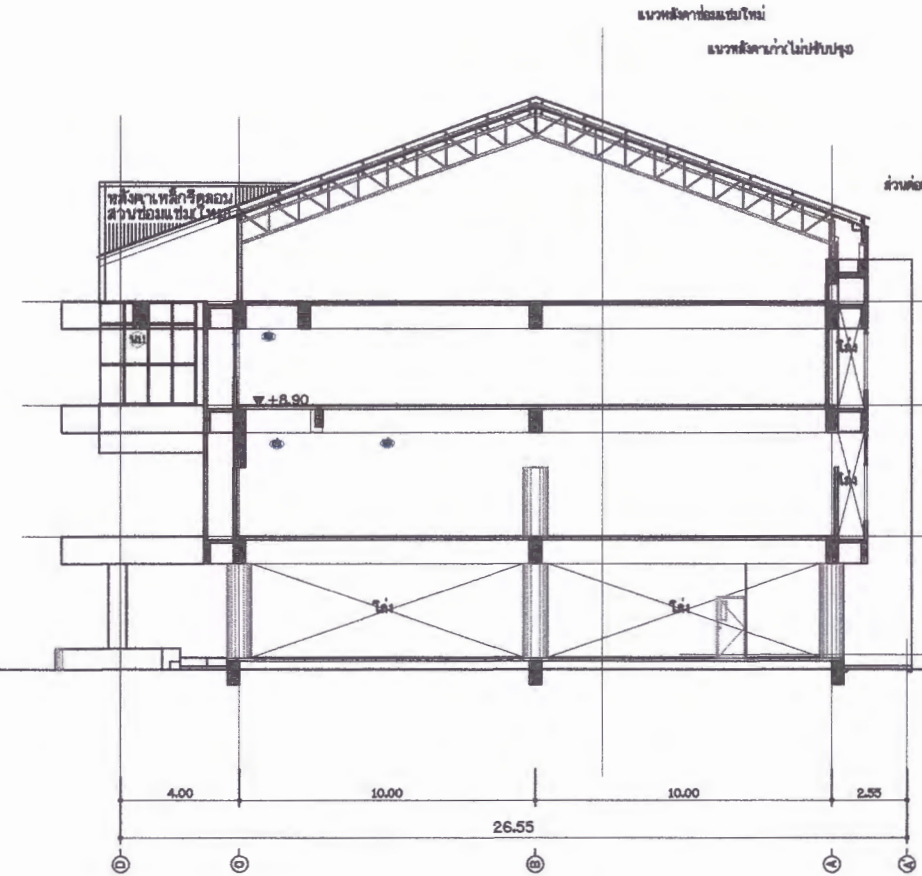 แนวหลังคาซ่อมแซมใหม่
แนวหลังคาเก่า(ไม่ปรับปรุง)
หลังคาเหล็กรีดลอน
ส่วนซ่อมแซม(ใหม่)
โล่ง
+8.90
โล่ง
โล่ง
โล่ง
4.00 10.00 10.00 2.55
26.55
D C B A A'